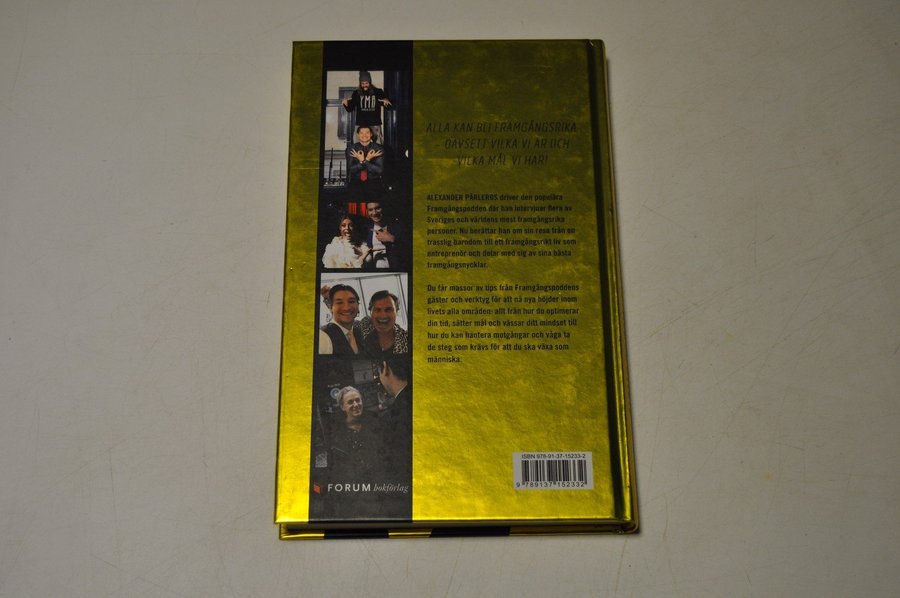 YMR
ALLA KAN BLI FRAMGÅNGSRIKA
– OAVSETT VILKA VI ÄR OCH
VILKA MÅL VI HAR!
ALEXANDER PÄRLEROS driver den populära
Framgångspodden där han intervjuar flera av
Sveriges och världens mest framgångsrika
personer. Nu berättar han om sin resa från en
trasslig barndom till ett framgångsrikt liv som
entreprenör och delar med sig av sina bästa
framgångsnycklar.
Du får massor av tips från Framgångspoddens
gäster och verktyg för att nå nya höjder inom
livets alla områden: allt från hur du optimerar
din tid, sätter mål och vässar ditt mindset till
hur du kan hantera motgångar och våga ta
de steg som krävs för att du ska växa som
människa.
ISBN 978-91-37-15233-2
9 789137 152332
FORUM bokförlag